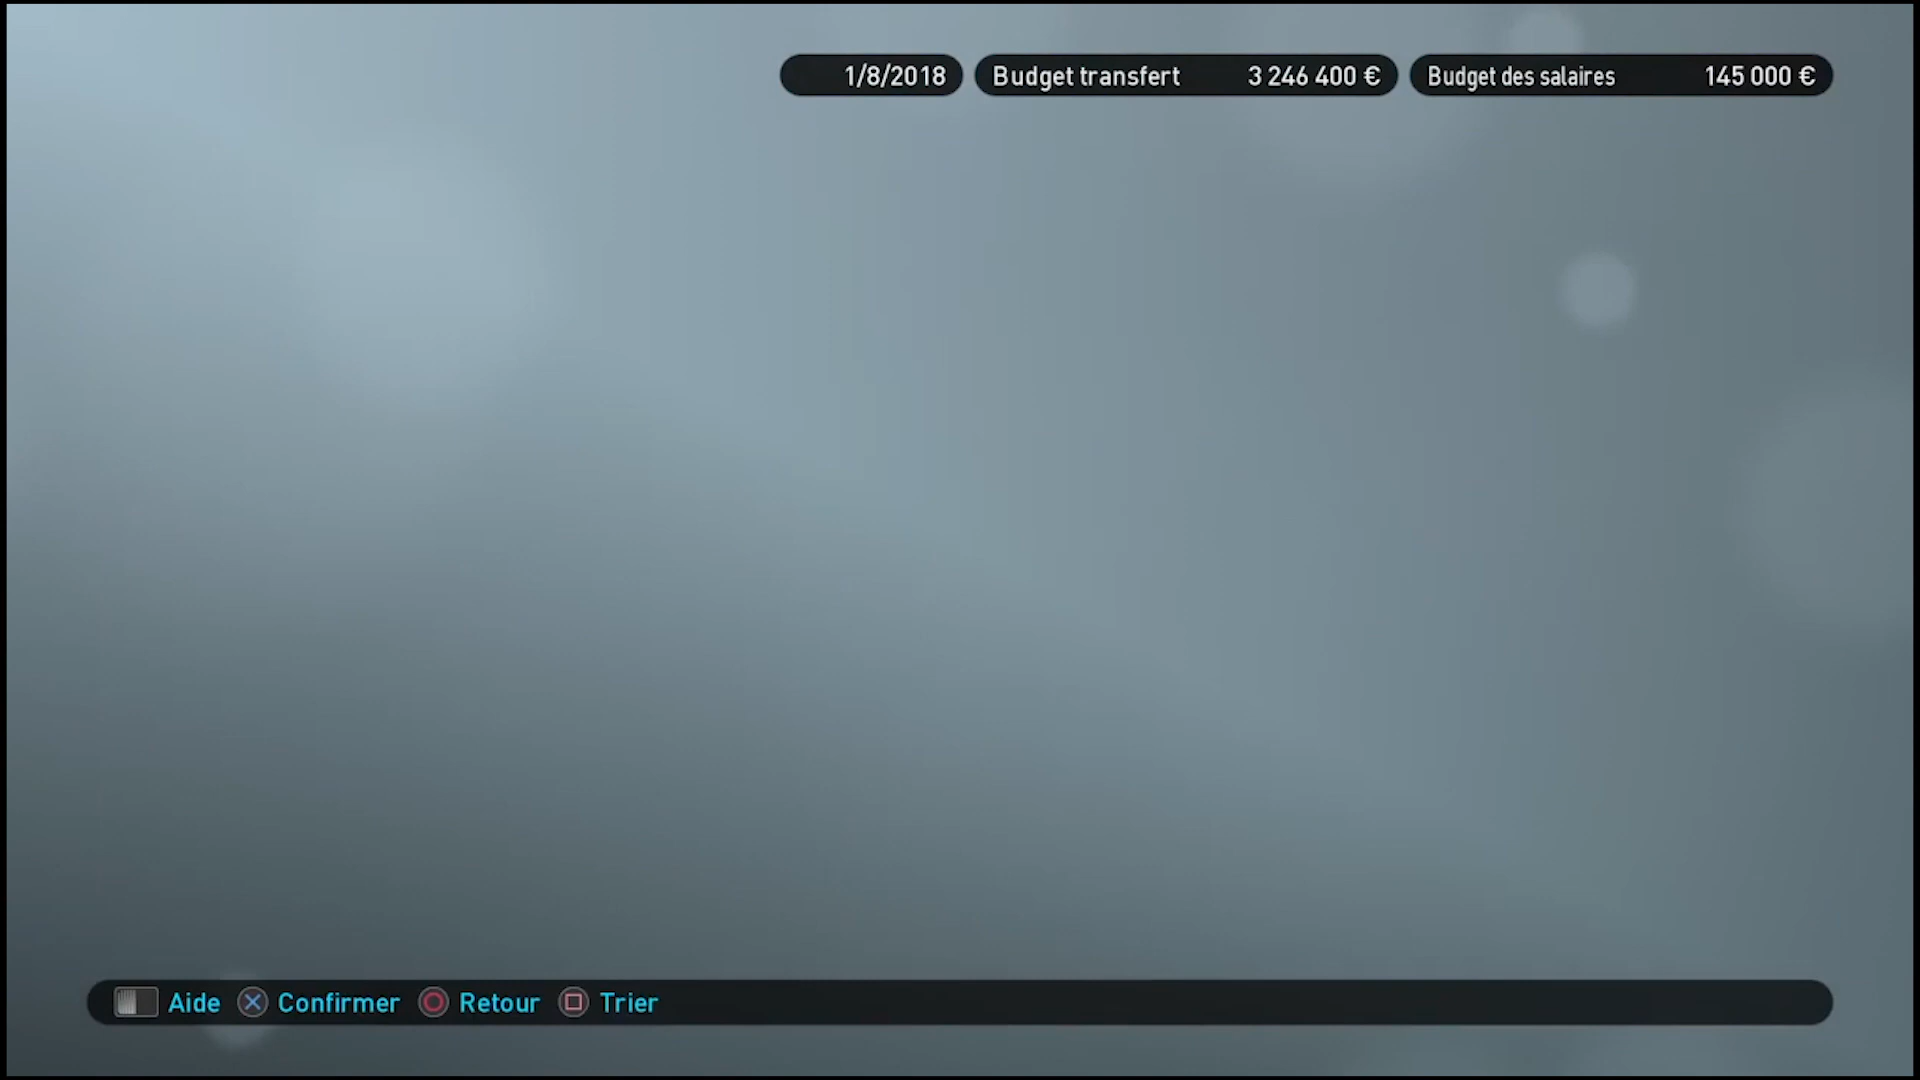 1/8/2018 Budget transfert 3 246 400 € Budget des salaires 145 000 €
Aide Confirmer Retour Trier